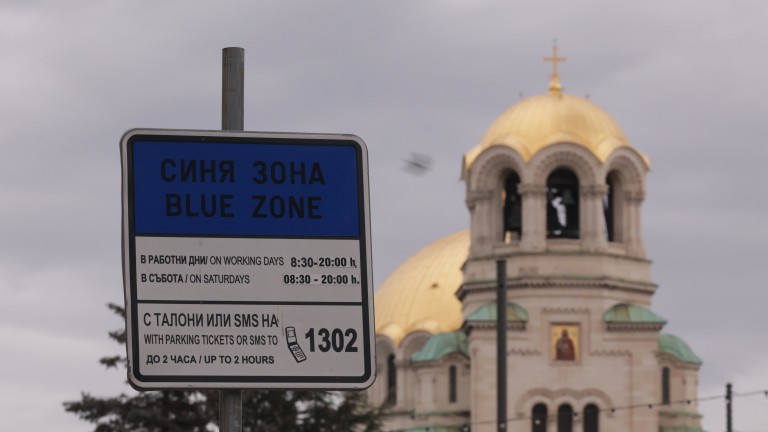 СИНЯ ЗОНА
BLUE ZONE
В РАБОТНИ ДНИ/ ON WORKING DAYS 8:30-20:00 h,
В СЪБОТА / ON SATURDAYS 08:30 - 20:00 h.
С ТАЛОНИ ИЛИ SMS НА
WITH PARKING TICKETS OR SMS TO 1302
ДО 2 ЧАСА / UP TO 2 HOURS